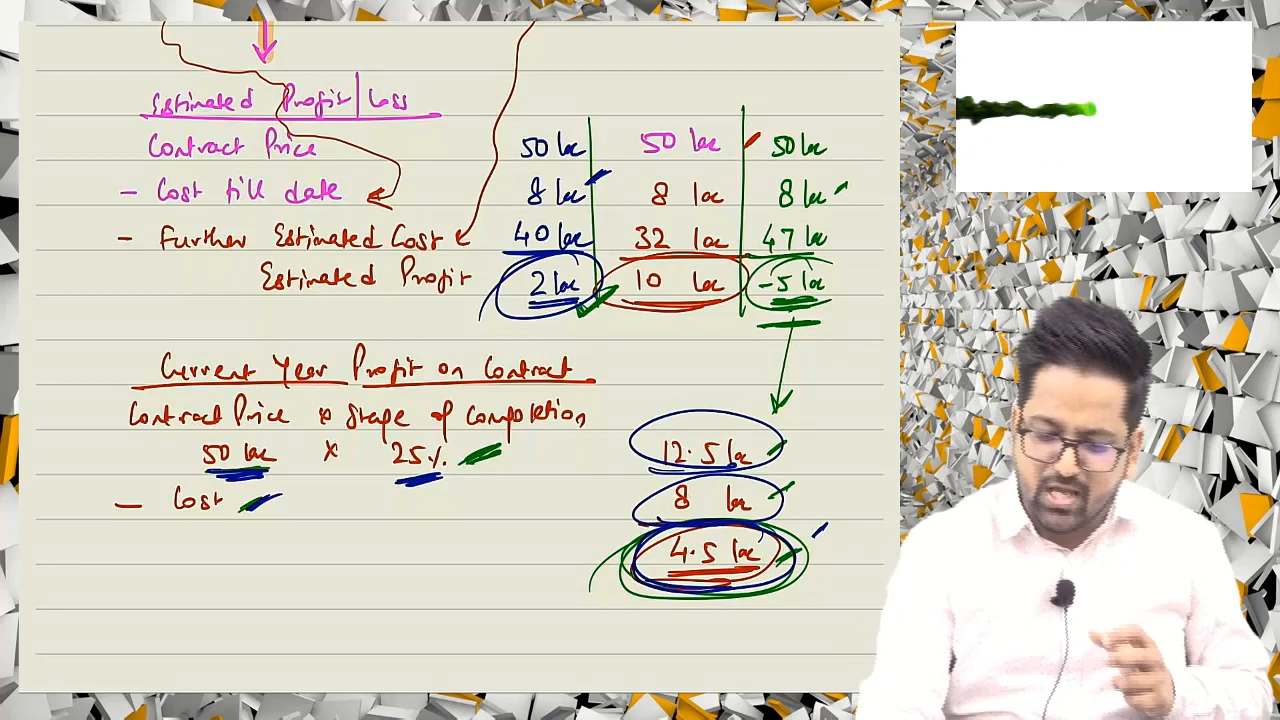 Estimated Profit | Loss
Contract Price 50 lac 50 lac 50 lac
- Cost till date 8 lac 8 lac 8 lac
- Further Estimated Cost 40 lac 32 lac 47 lac
Estimated Profit 2 lac 10 lac -5 lac
Current Year Profit on Contract
Contract Price x Stage of completion
50 lac x 25% 12.5 lac
- Cost 8 lac
4.5 lac